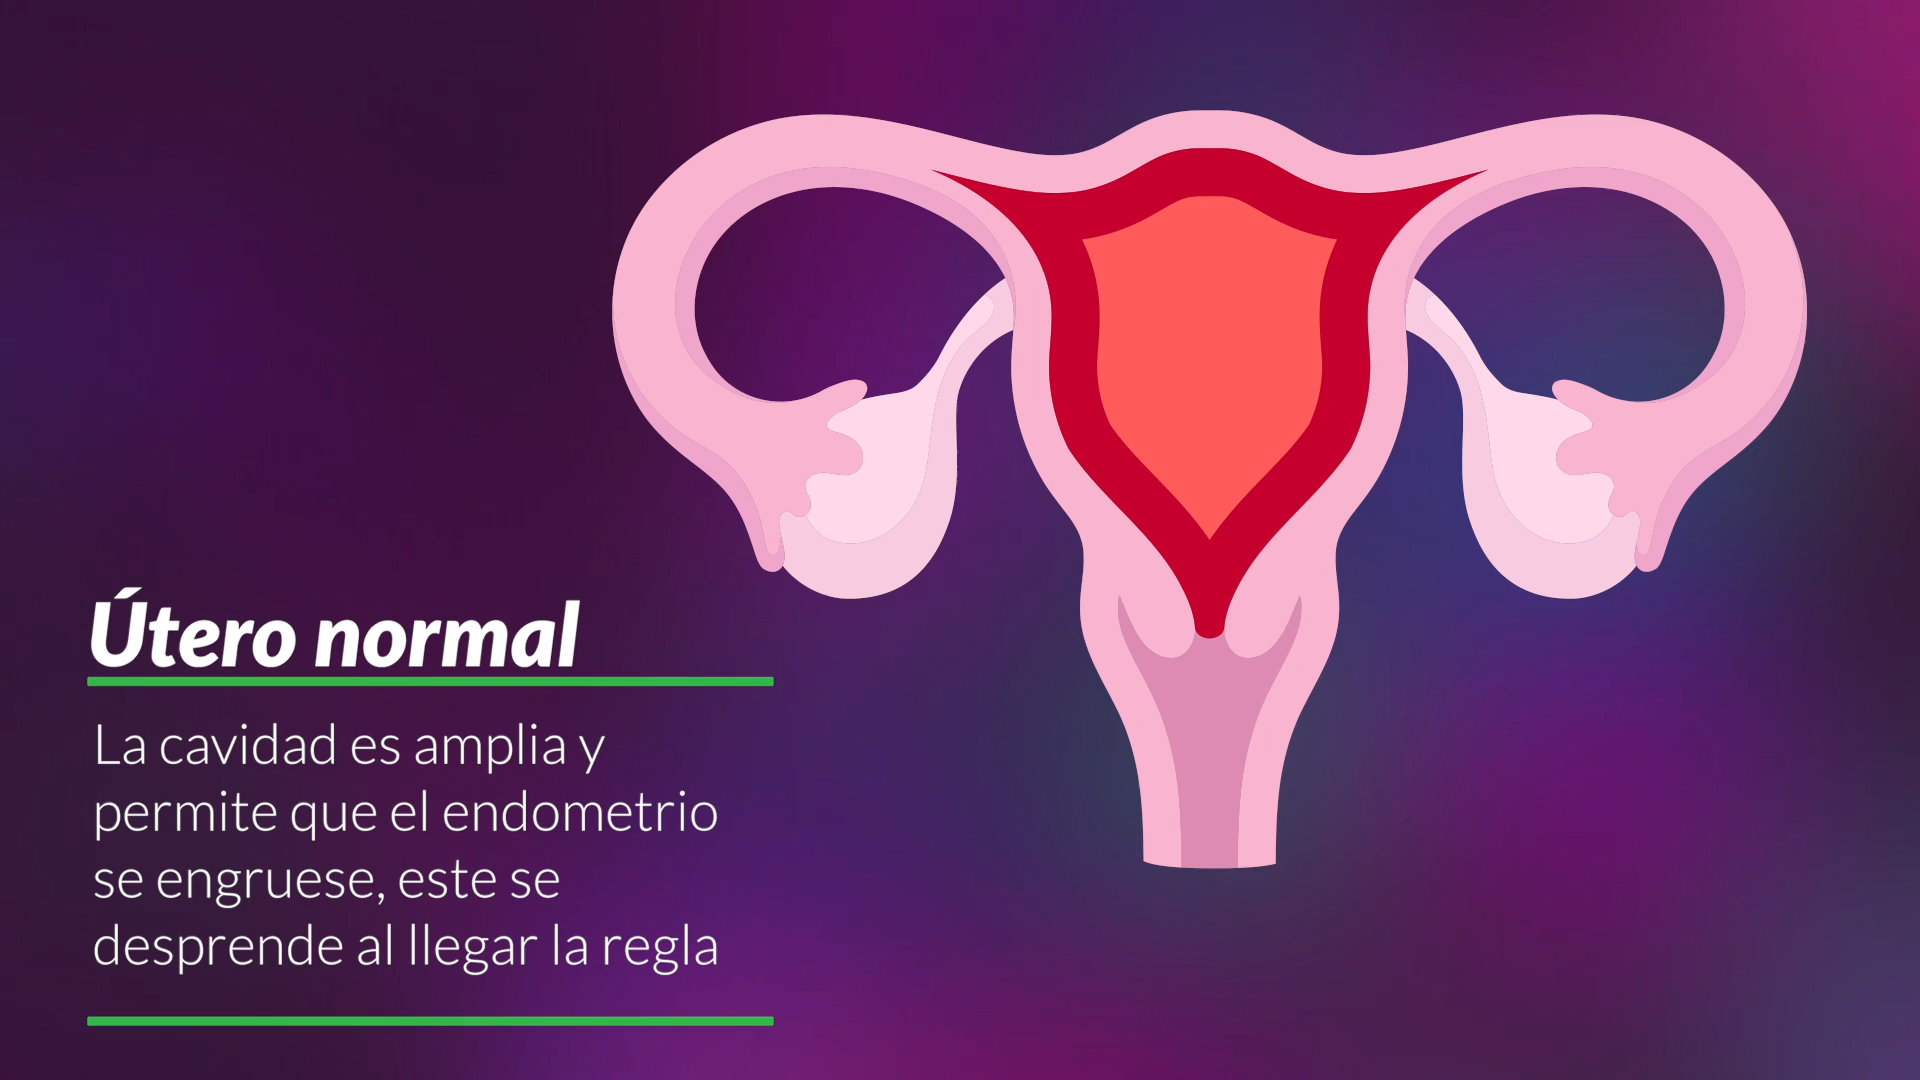 Útero normal
La cavidad es amplia y
permite que el endometrio
se engruese, este se
desprende al llegar la regla